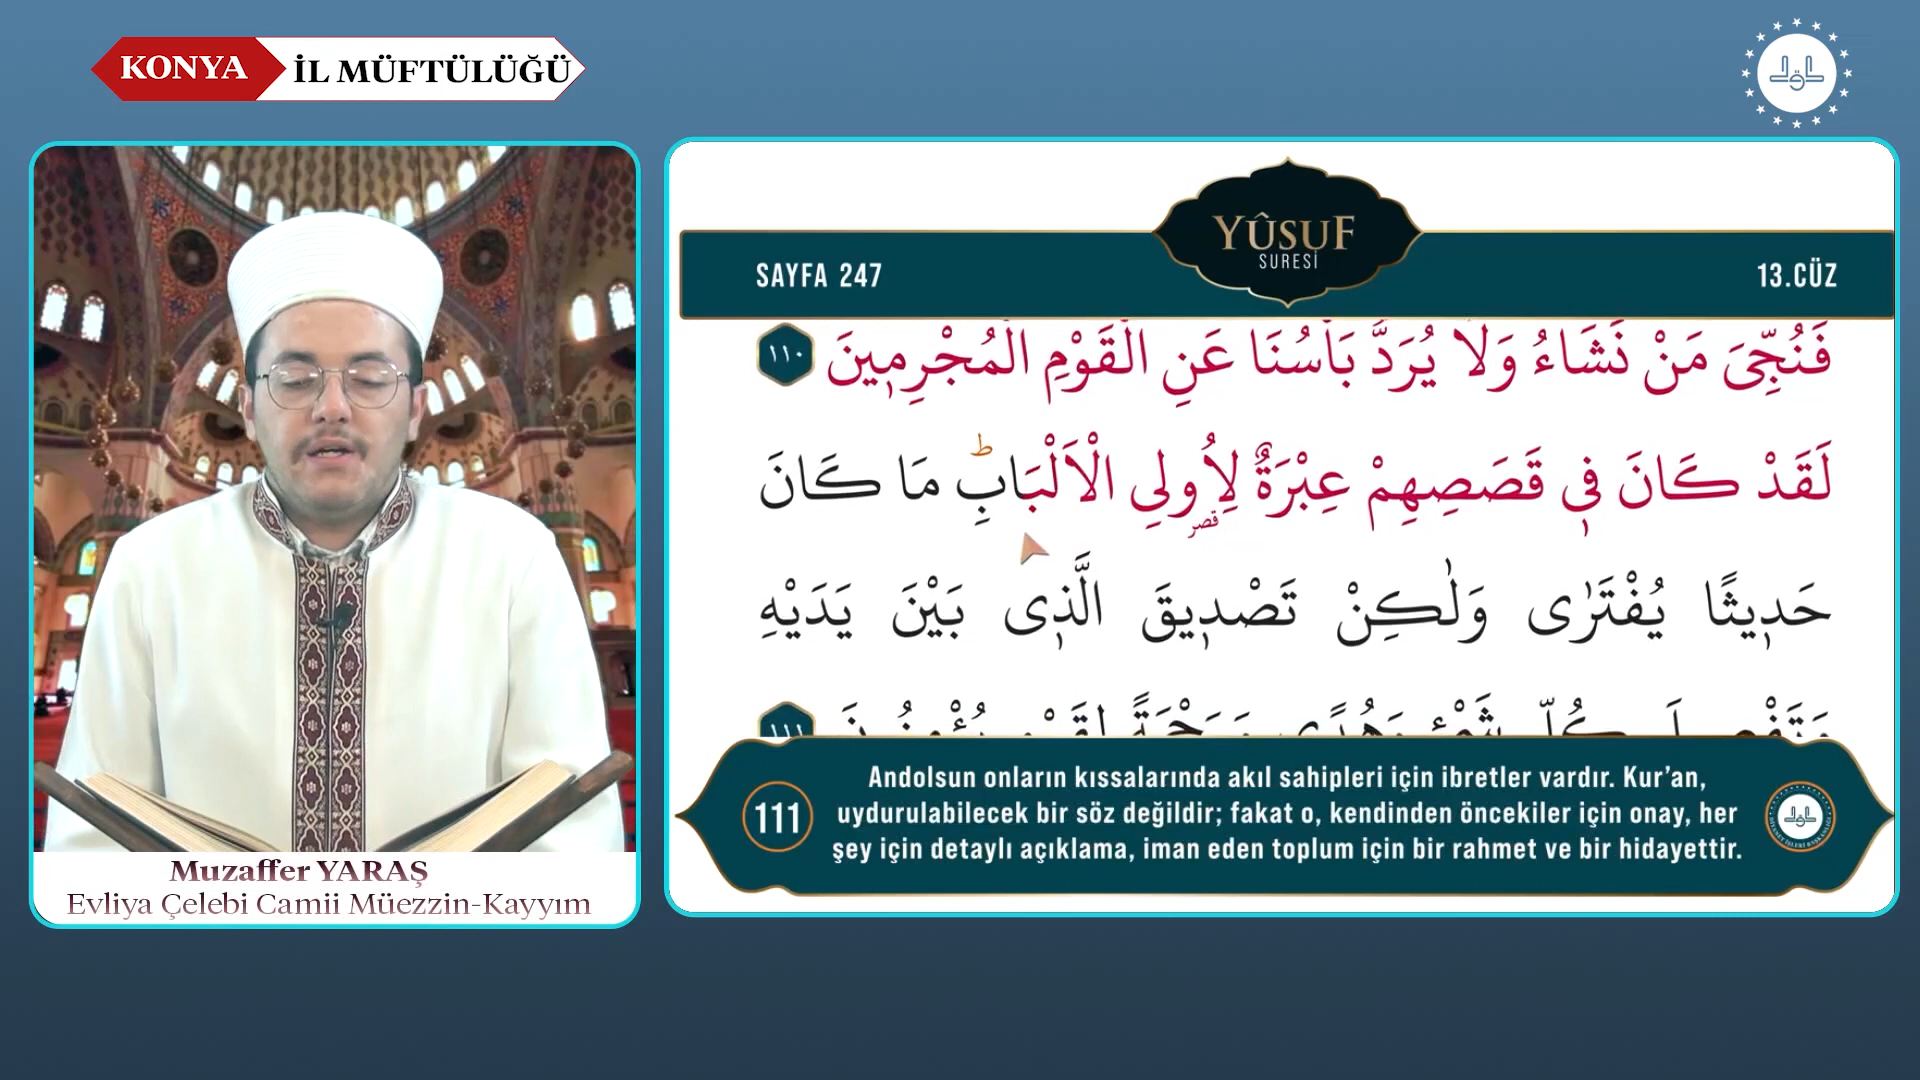 KONYA İL MÜFTÜLÜĞÜ
YÛSUF
SURESİ
SAYFA 247
13.CÜZ
فَنُجِّيَ مَنْ نَشَاءُ وَلَا يُرَدُّ بَأْسُنَا عَنِ الْقَوْمِ الْمُجْرِمٖينَ ١١٠
لَقَدْ كَانَ فٖي قَصَصِهِمْ عِبْرَةٌ لِاُولِي الْاَلْبَابِۜ مَا كَانَ
قصر
حَدٖيثًا يُفْتَرٰى وَلٰكِنْ تَصْدٖيقَ الَّذٖي بَيْنَ يَدَيْهِ
111
Andolsun onların kıssalarında akıl sahipleri için ibretler vardır. Kur’an,
uydurulabilecek bir söz değildir; fakat o, kendinden öncekiler için onay, her
şey için detaylı açıklama, iman eden toplum için bir rahmet ve bir hidayettir.
Muzaffer YARAŞ
Evliya Çelebi Camii Müezzin-Kayyım